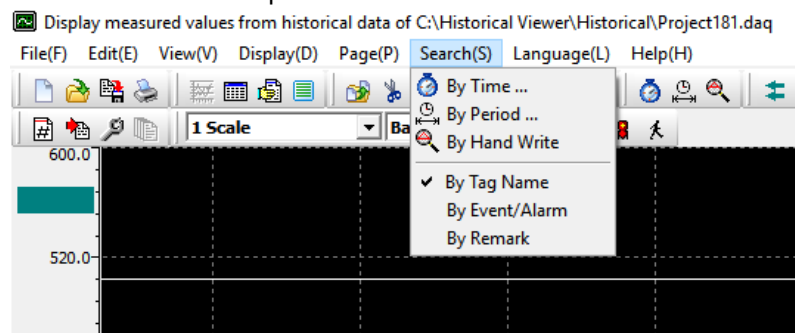 Display measured values from historical data of C:\Historical Viewer\Historical\Project181.daq
File(F) Edit(E) View(V) Display(D) Page(P) Search(S) Language(L) Help(H)
By Time ...
By Period ...
1 Scale Ba
By Hand Write
600.0
By Tag Name
By Event/Alarm
By Remark
520.0